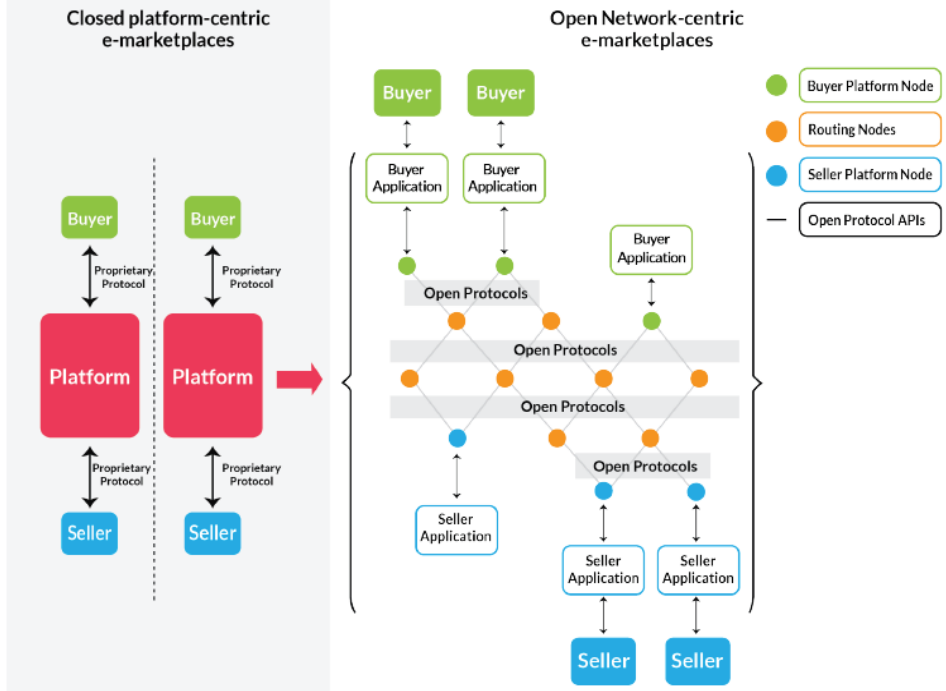 Closed platform-centric
e-marketplaces
Buyer
Buyer
Proprietary
Protocol
Proprietary
Protocol
Platform
Platform
Proprietary
Protocol
Proprietary
Protocol
Seller
Seller
Open Network-centric
e-marketplaces
Buyer
Buyer
Buyer
Application
Buyer
Application
Buyer
Application
Open Protocols
Open Protocols
Open Protocols
Open Protocols
Seller
Application
Seller
Application
Seller
Application
Seller
Seller
Buyer Platform Node
Routing Nodes
Seller Platform Node
Open Protocol APIs